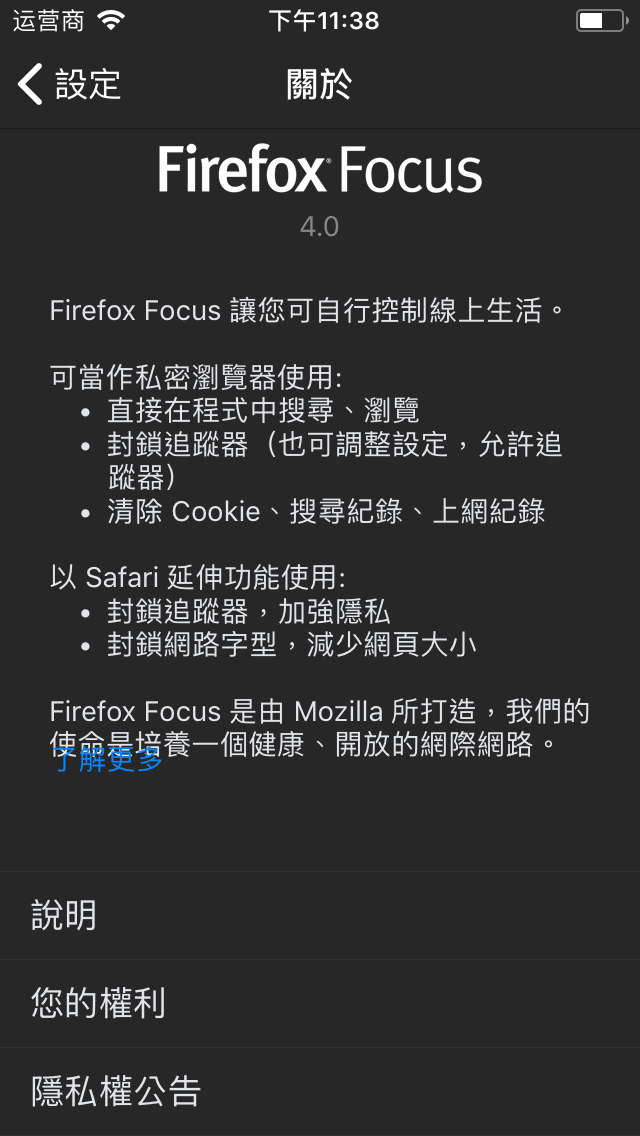 运营商 下午11:38
設定 關於
Firefox Focus
4.0
Firefox Focus 讓您可自行控制線上生活。
可當作私密瀏覽器使用:
• 直接在程式中搜尋、瀏覽
• 封鎖追蹤器（也可調整設定，允許追
蹤器）
• 清除 Cookie、搜尋紀錄、上網紀錄
以 Safari 延伸功能使用:
• 封鎖追蹤器，加強隱私
• 封鎖網路字型，減少網頁大小
Firefox Focus 是由 Mozilla 所打造，我們的
使命是培養一個健康、開放的網際網路。
了解更多
說明
您的權利
隱私權公告